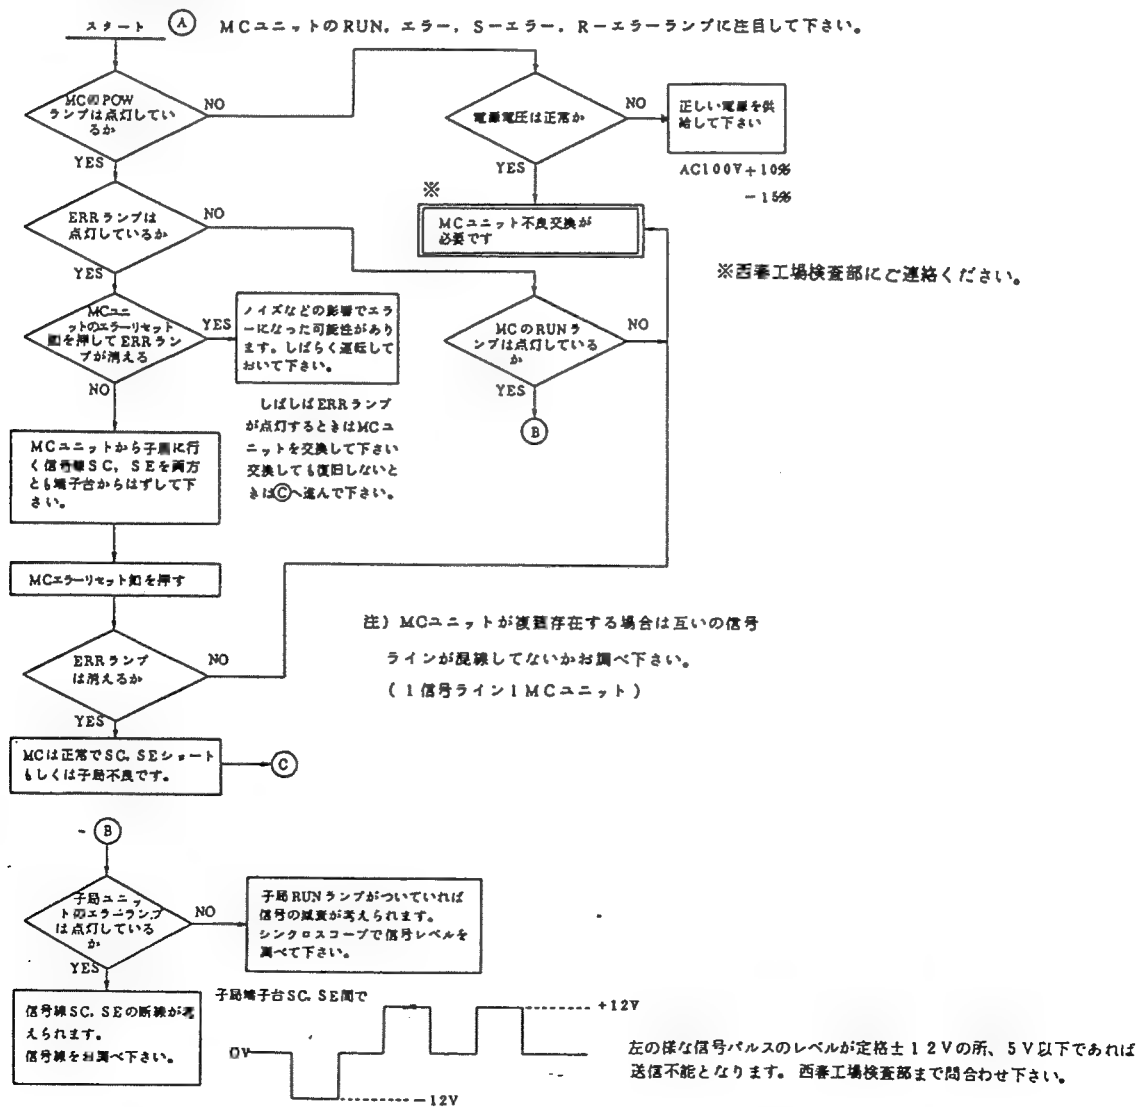 スタート
Ⓐ MCユニットのRUN, エラー, S－エラー, R－エラーランプに注目して下さい。
MCのPOW
ランプは点灯してい
るか
NO
YES
電源電圧は正常か
NO
YES
正しい電源を供
給して下さい
AC100V＋10%
－15%
ERRランプは
点灯しているか
NO
YES
※
MCユニット不良交換が
必要です
※西春工場検査部にご連絡ください。
MCユニ
ットのエラーリセット
釦を押してERRラン
プが消える
YES
NO
ノイズなどの影響でエラ
ーになった可能性があり
ます。しばらく運転して
おいて下さい。
しばしばERRランプ
が点灯するときはMCユ
ニットを交換して下さい
交換しても復旧しないと
きはⒸへ進んで下さい。
MCのRUNラ
ンプは点灯している
か
NO
YES
Ⓑ
MCユニットから子局に行
く信号線SC, SEを両方
とも端子台からはずして下
さい。
MCエラーリセット釦を押す
ERRランプ
は消えるか
NO
YES
注）MCユニットが複数存在する場合は互いの信号
ラインが混線してないかお調べ下さい。
（1信号ライン1MCユニット）
MCは正常でSC, SEショート
もしくは子局不良です。
Ⓒ
Ⓑ
子局ユニッ
トのエラーランプ
は点灯している
か
NO
YES
子局RUNランプがついていれば
信号の減衰が考えられます。
シンクロスコープで信号レベルを
調べて下さい。
信号線SC, SEの断線が考
えられます。
信号線をお調べ下さい。
子局端子台SC, SE間で
＋12V
0V
－12V
左の様な信号パルスのレベルが定格±12Vの所、5V以下であれば
送信不能となります。西春工場検査部まで問合わせ下さい。